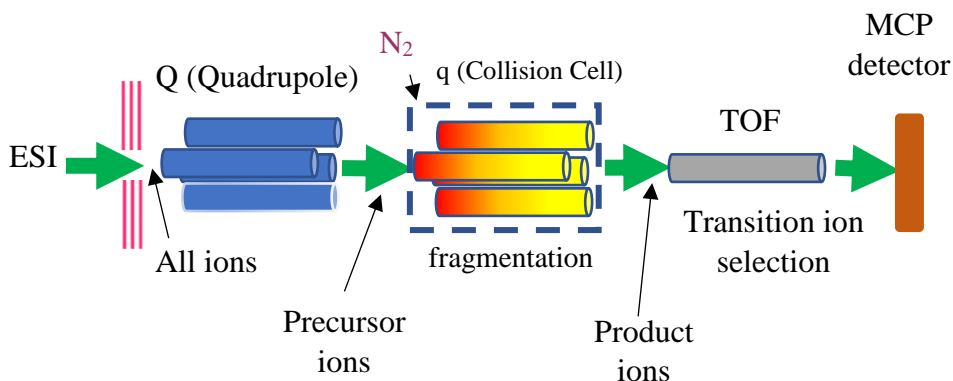 MCP
detector
N₂
Q (Quadrupole)
q (Collision Cell)
TOF
ESI
All ions
fragmentation
Transition ion
selection
Precursor
ions
Product
ions